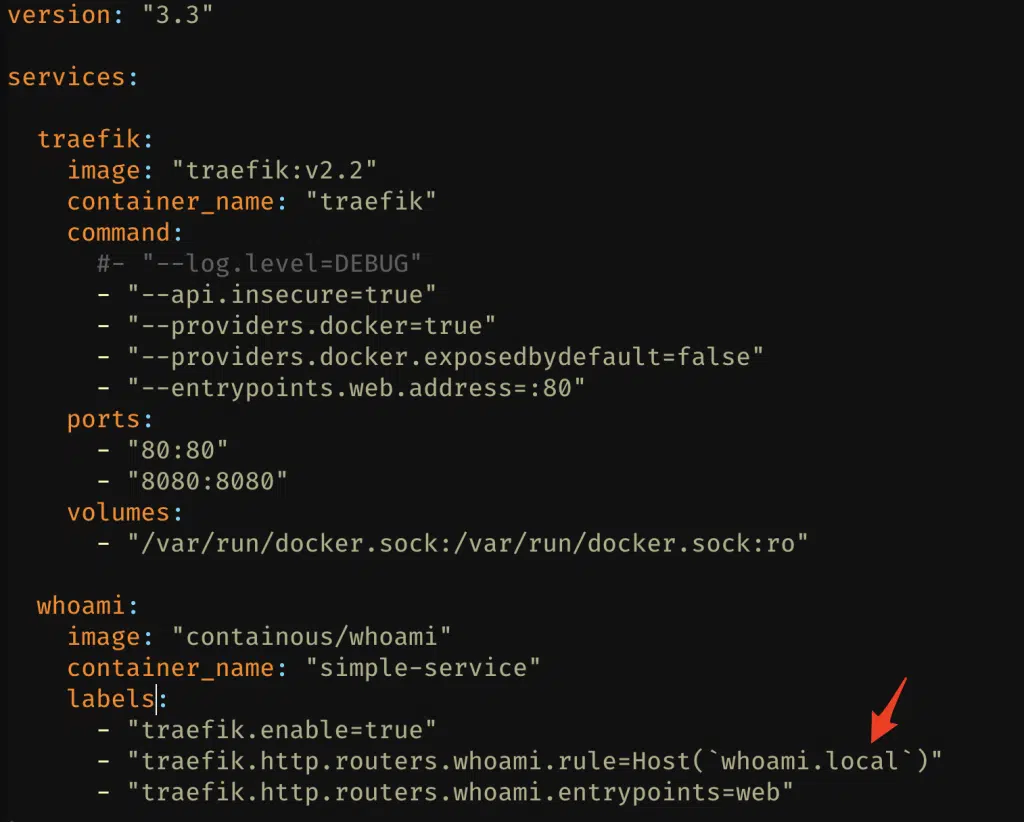 version: "3.3"
services:
traefik:
image: "traefik:v2.2"
container_name: "traefik"
command:
#- "--log.level=DEBUG"
- "--api.insecure=true"
- "--providers.docker=true"
- "--providers.docker.exposedbydefault=false"
- "--entrypoints.web.address=:80"
ports:
- "80:80"
- "8080:8080"
volumes:
- "/var/run/docker.sock:/var/run/docker.sock:ro"
whoami:
image: "containous/whoami"
container_name: "simple-service"
labels:
- "traefik.enable=true"
- "traefik.http.routers.whoami.rule=Host(`whoami.local`)"
- "traefik.http.routers.whoami.entrypoints=web"